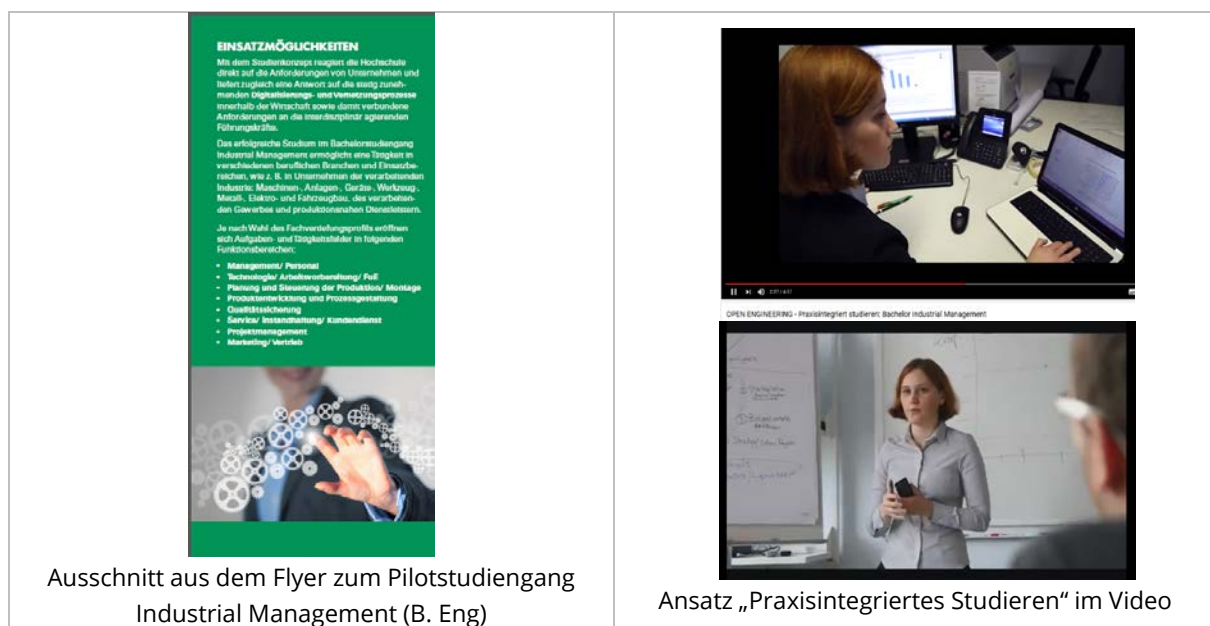 EINSATZMÖGLICHKEITEN
Mit dem Studienkonzept reagiert die Hochschule
direkt auf die Anforderungen von Unternehmen und
liefert zugleich eine Antwort auf die stetig zuneh-
menden Digitalisierungs- und Vernetzungsprozesse
innerhalb der Wirtschaft sowie damit verbundene
Anforderungen an die interdisziplinär agierenden
Führungskräfte.
Das erfolgreiche Studium im Bachelorstudiengang
Industrial Management ermöglicht eine Tätigkeit in
verschiedenen beruflichen Branchen und Einsatzbe-
reichen, wie z. B. in Unternehmen der verarbeitenden
Industrie: Maschinen-, Anlagen-, Geräte-, Werkzeug-,
Metall-, Elektro- und Fahrzeugbau, des verarbeiten-
den Gewerbes und produktionsnahen Dienstleistern.
Je nach Wahl des Fachvertiefungsprofils eröffnen
sich Aufgaben- und Tätigkeitsfelder in folgenden
Funktionsbereichen:
• Management/ Personal
• Technologie/ Arbeitsvorbereitung/ FuE
• Planung und Steuerung der Produktion/ Montage
• Produktentwicklung und Prozessgestaltung
• Qualitätssicherung
• Service/ Instandhaltung/ Kundendienst
• Projektmanagement
• Marketing/ Vertrieb
Ausschnitt aus dem Flyer zum Pilotstudiengang
Industrial Management (B. Eng)
OPEN ENGINEERING - Praxisintegriert studieren: Bachelor Industrial Management
Ansatz „Praxisintegriertes Studieren“ im Video